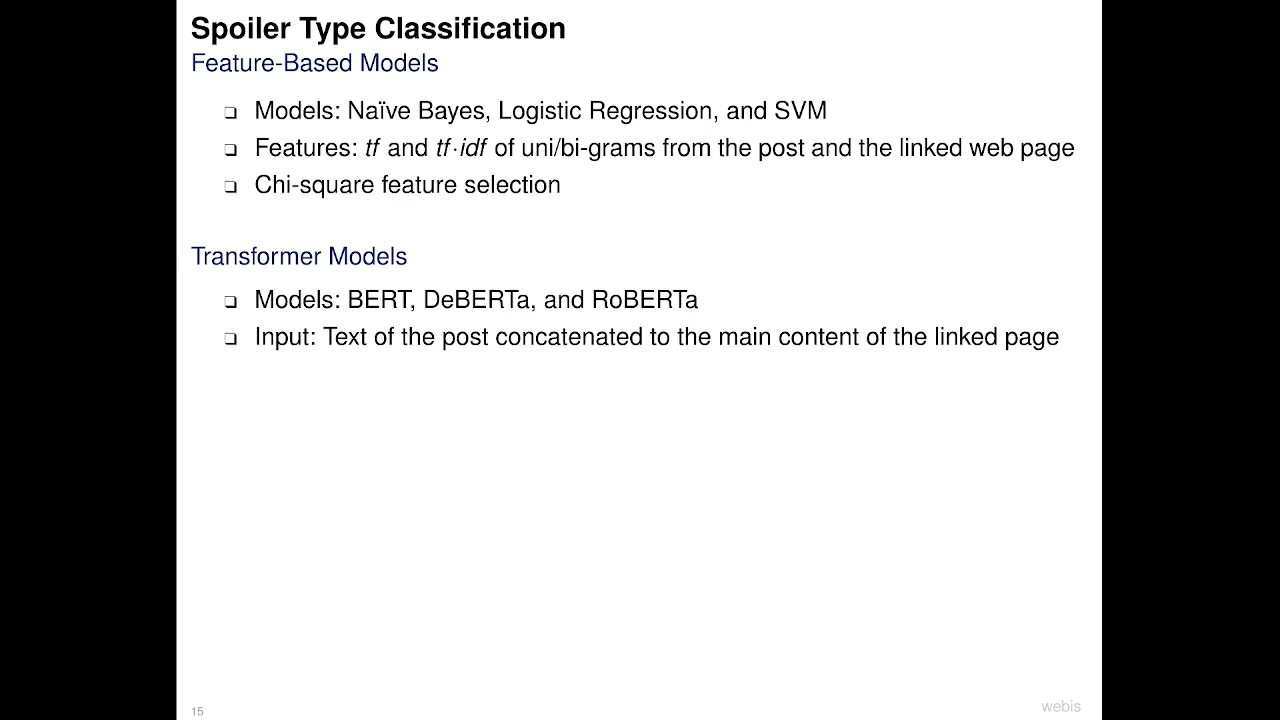 Spoiler Type Classification
Feature-Based Models
❏ Models: Naïve Bayes, Logistic Regression, and SVM
❏ Features: tf and tf·idf of uni/bi-grams from the post and the linked web page
❏ Chi-square feature selection
Transformer Models
❏ Models: BERT, DeBERTa, and RoBERTa
❏ Input: Text of the post concatenated to the main content of the linked page
15
webis